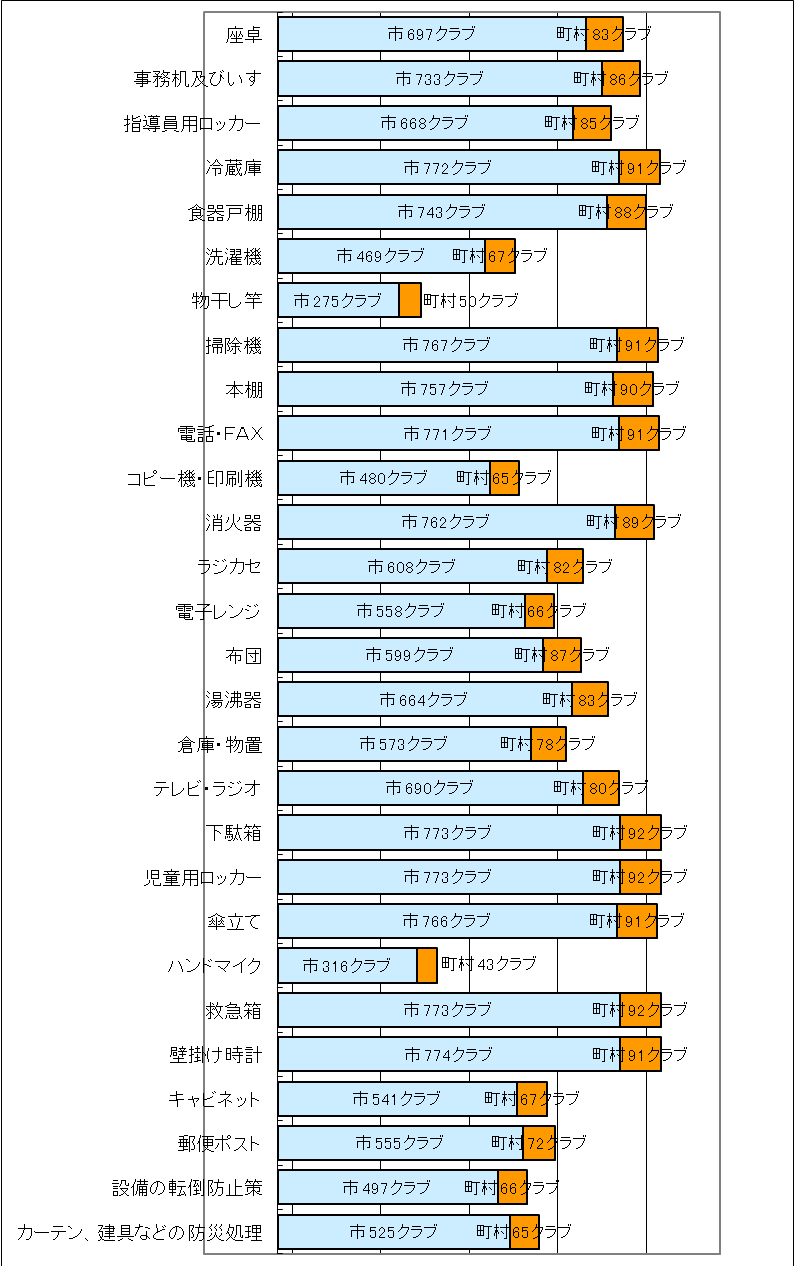 座卓 市697クラブ 町村83クラブ
事務机及びいす 市733クラブ 町村86クラブ
指導員用ロッカー 市668クラブ 町村85クラブ
冷蔵庫 市772クラブ 町村91クラブ
食器戸棚 市743クラブ 町村88クラブ
洗濯機 市469クラブ 町村67クラブ
物干し竿 市275クラブ 町村50クラブ
掃除機 市767クラブ 町村91クラブ
本棚 市757クラブ 町村90クラブ
電話・FAX 市771クラブ 町村91クラブ
コピー機・印刷機 市480クラブ 町村65クラブ
消火器 市762クラブ 町村89クラブ
ラジカセ 市608クラブ 町村82クラブ
電子レンジ 市558クラブ 町村66クラブ
布団 市599クラブ 町村87クラブ
湯沸器 市664クラブ 町村83クラブ
倉庫・物置 市573クラブ 町村78クラブ
テレビ・ラジオ 市690クラブ 町村80クラブ
下駄箱 市773クラブ 町村92クラブ
児童用ロッカー 市773クラブ 町村92クラブ
傘立て 市766クラブ 町村91クラブ
ハンドマイク 市316クラブ 町村43クラブ
救急箱 市773クラブ 町村92クラブ
壁掛け時計 市774クラブ 町村91クラブ
キャビネット 市541クラブ 町村67クラブ
郵便ポスト 市555クラブ 町村72クラブ
設備の転倒防止策 市497クラブ 町村66クラブ
カーテン、建具などの防災処理 市525クラブ 町村65クラブ